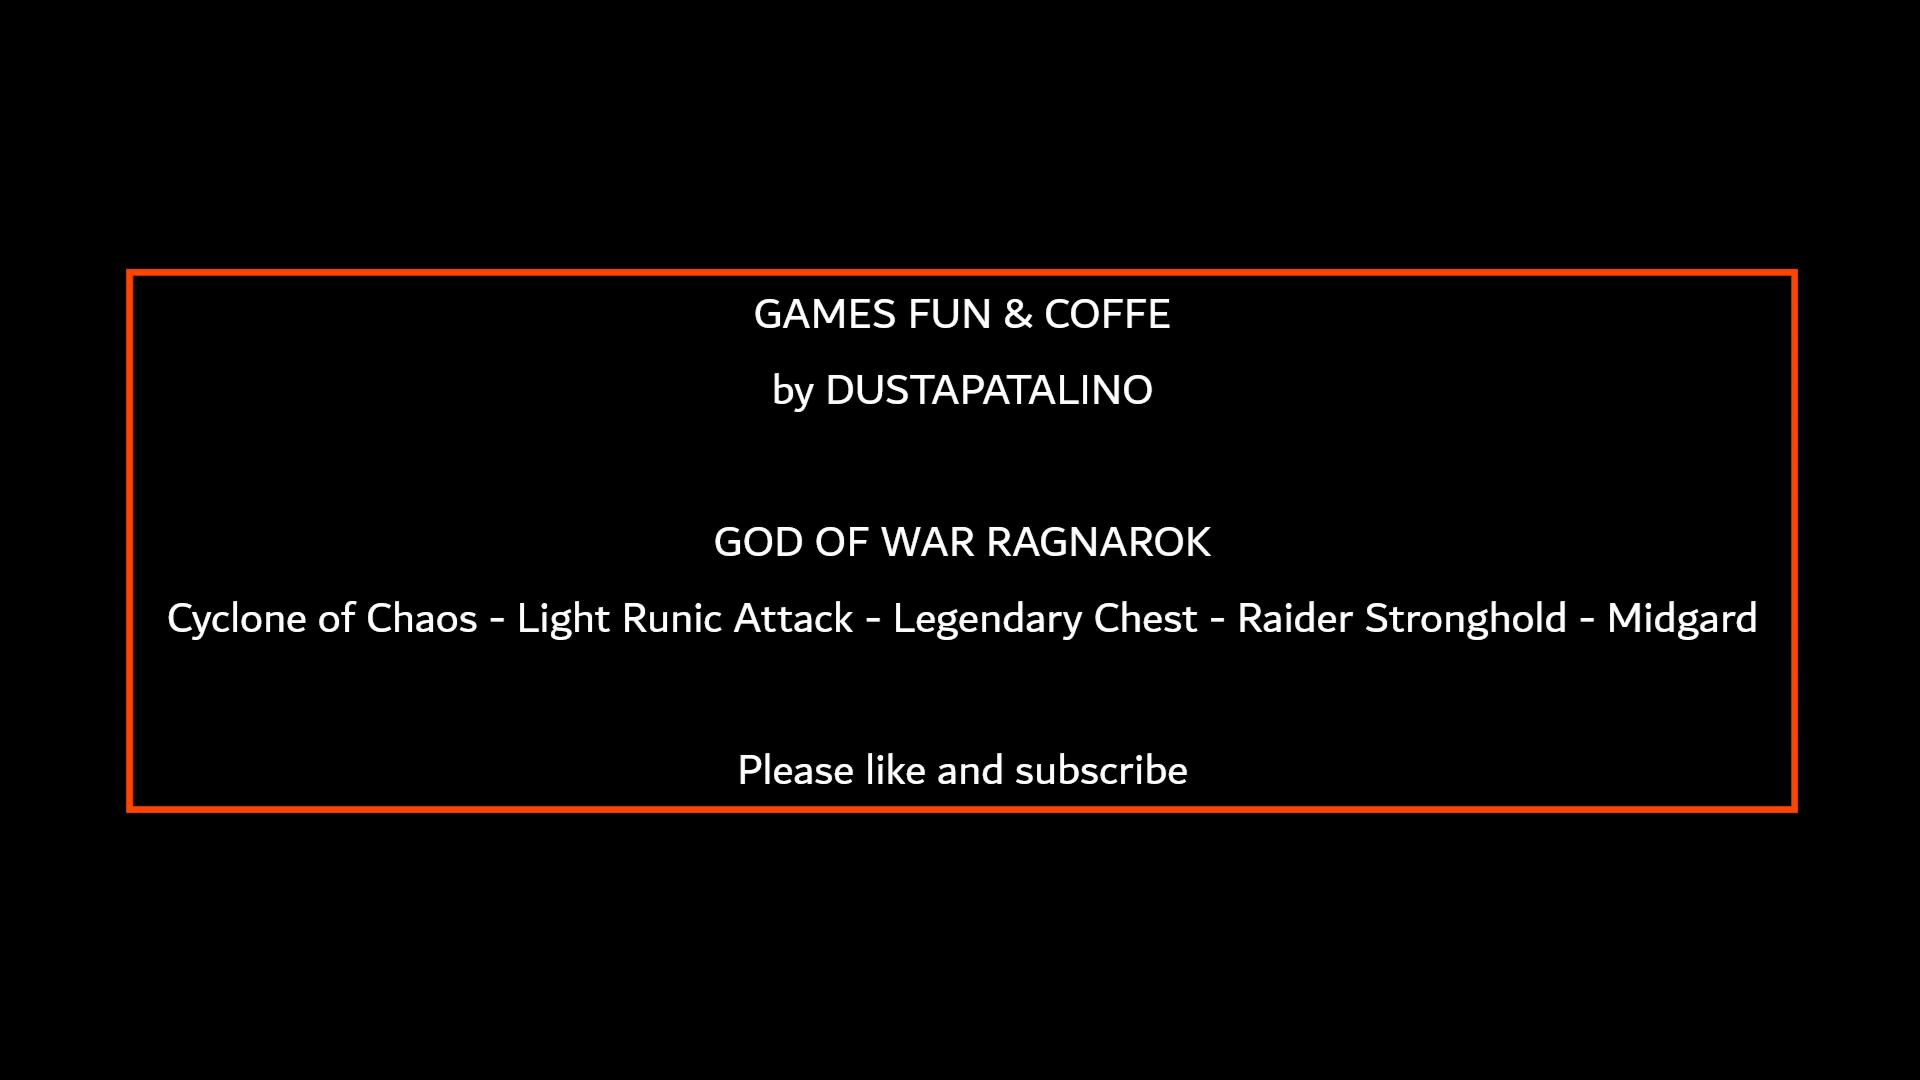 GAMES FUN & COFFE
by DUSTAPATALINO
GOD OF WAR RAGNAROK
Cyclone of Chaos - Light Runic Attack - Legendary Chest - Raider Stronghold - Midgard
Please like and subscribe